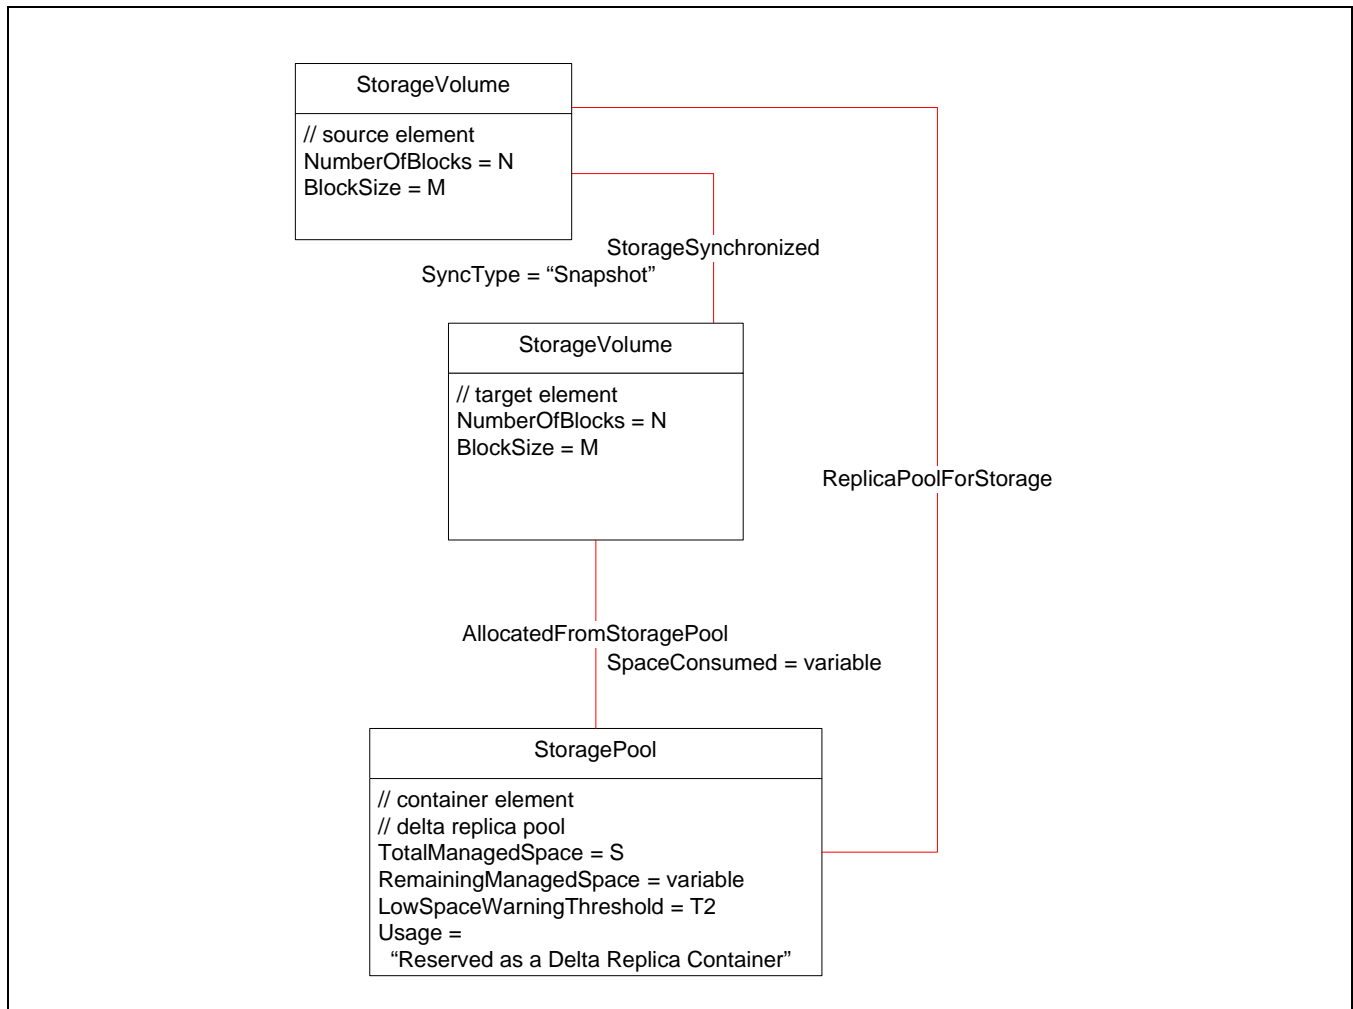 StorageVolume
// source element
NumberOfBlocks = N
BlockSize = M
StorageSynchronized
SyncType = “Snapshot”
StorageVolume
// target element
NumberOfBlocks = N
BlockSize = M
ReplicaPoolForStorage
AllocatedFromStoragePool
SpaceConsumed = variable
StoragePool
// container element
// delta replica pool
TotalManagedSpace = S
RemainingManagedSpace = variable
LowSpaceWarningThreshold = T2
Usage =
“Reserved as a Delta Replica Container”